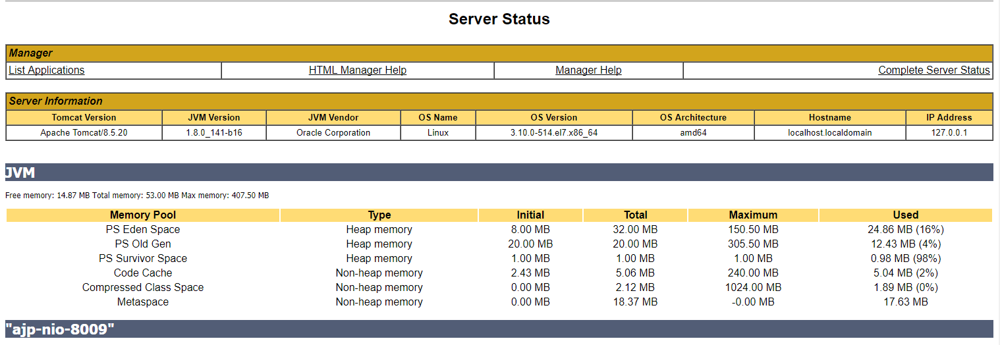 Server Status
Manager
List Applications HTML Manager Help Manager Help Complete Server Status
Server Information
Tomcat Version JVM Version JVM Vendor OS Name OS Version OS Architecture Hostname IP Address
Apache Tomcat/8.5.20 1.8.0_141-b16 Oracle Corporation Linux 3.10.0-514.el7.x86_64 amd64 localhost.localdomain 127.0.0.1
JVM
Free memory: 14.87 MB Total memory: 53.00 MB Max memory: 407.50 MB
Memory Pool Type Initial Total Maximum Used
PS Eden Space Heap memory 8.00 MB 32.00 MB 150.50 MB 24.86 MB (16%)
PS Old Gen Heap memory 20.00 MB 20.00 MB 305.50 MB 12.43 MB (4%)
PS Survivor Space Heap memory 1.00 MB 1.00 MB 1.00 MB 0.98 MB (98%)
Code Cache Non-heap memory 2.43 MB 5.06 MB 240.00 MB 5.04 MB (2%)
Compressed Class Space Non-heap memory 0.00 MB 2.12 MB 1024.00 MB 1.89 MB (0%)
Metaspace Non-heap memory 0.00 MB 18.37 MB -0.00 MB 17.63 MB
"ajp-nio-8009"